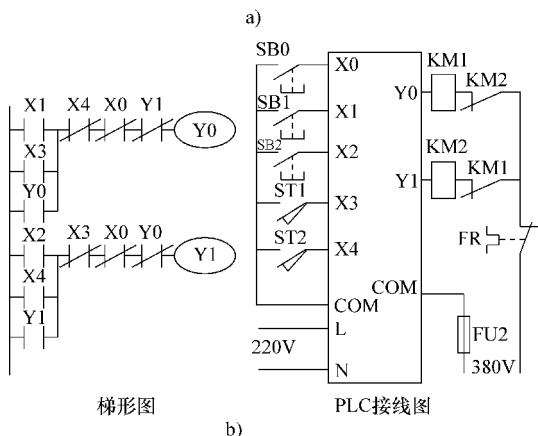 a)
X1 X4 X0 Y1
Y0
X3
Y0
X2 X3 X0 Y0
Y1
X4
Y1
梯形图
SB0 X0
SB1 X1
SB2 X2
ST1 X3
ST2 X4
COM
L
220V
N
KM1
Y0 KM2
KM2
Y1 KM1
FR
COM
FU2
380V
PLC接线图
b)